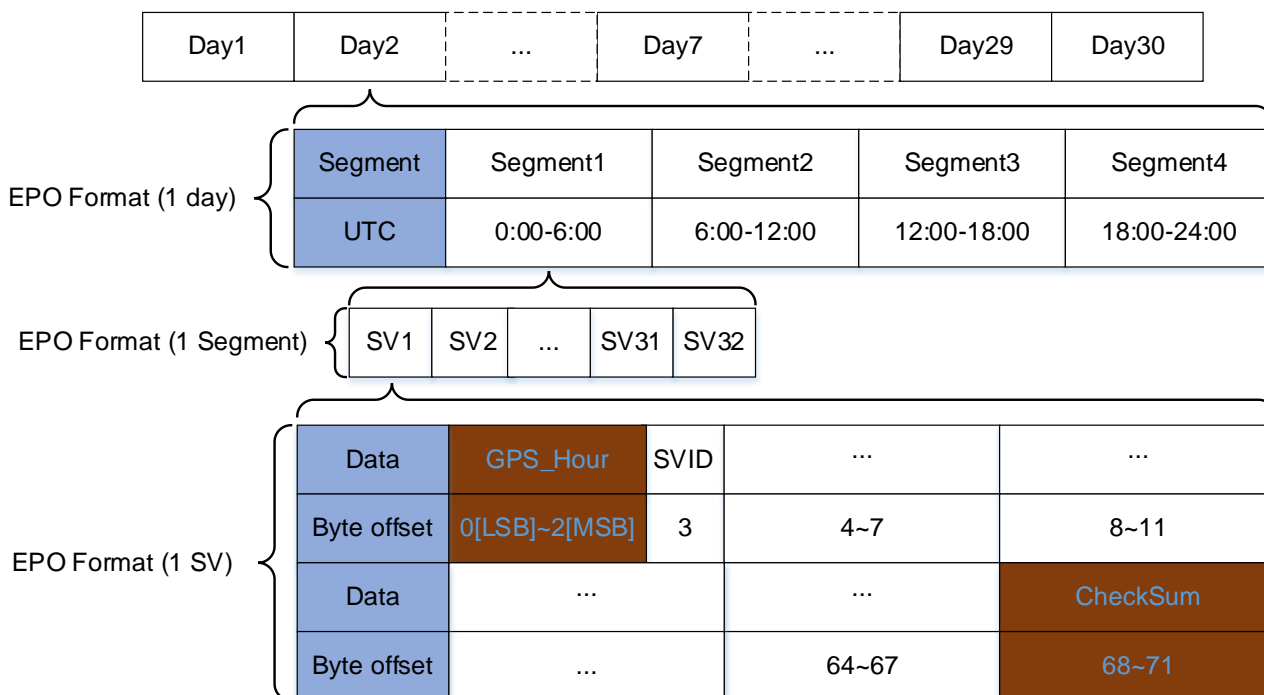 Day1 Day2 ... Day7 ... Day29 Day30
EPO Format (1 day)
Segment Segment1 Segment2 Segment3 Segment4
UTC 0:00-6:00 6:00-12:00 12:00-18:00 18:00-24:00
EPO Format (1 Segment)
SV1 SV2 ... SV31 SV32
EPO Format (1 SV)
Data GPS_Hour SVID ... ...
Byte offset 0[LSB]~2[MSB] 3 4~7 8~11
Data ... ... CheckSum
Byte offset ... 64~67 68~71